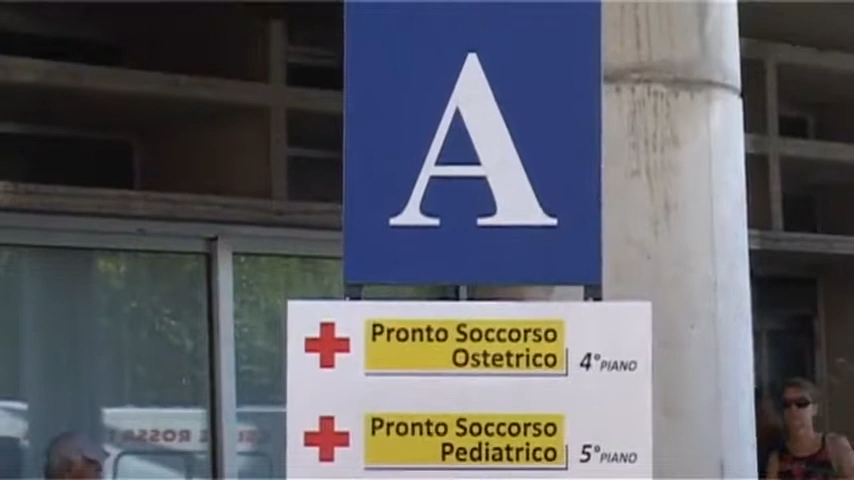 A
Pronto Soccorso
Ostetrico 4° PIANO
Pronto Soccorso
Pediatrico 5° PIANO